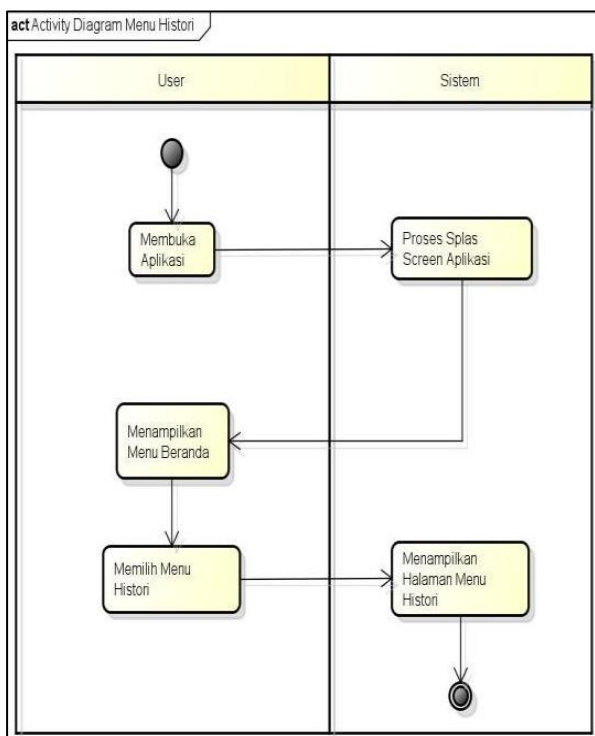 act Activity Diagram Menu Histori
User
Sistem
Membuka
Aplikasi
Proses Splas
Screen Aplikasi
Menampilkan
Menu Beranda
Memilih Menu
Histori
Menampilkan
Halaman Menu
Histori